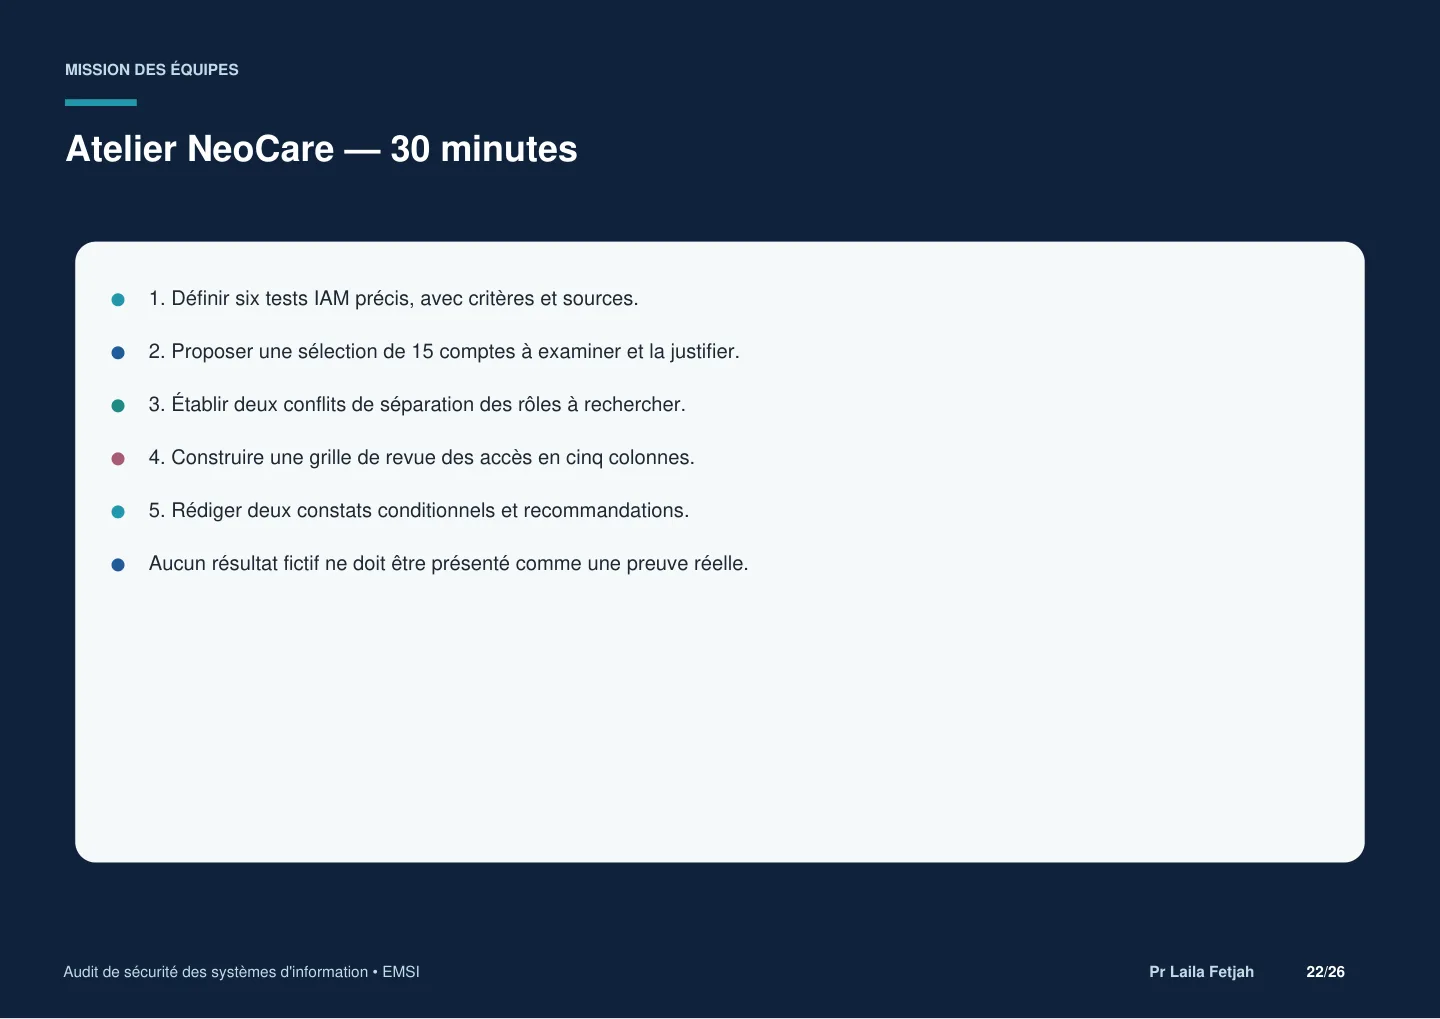 MISSION DES ÉQUIPES
Atelier NeoCare — 30 minutes
1. Définir six tests IAM précis, avec critères et sources.
2. Proposer une sélection de 15 comptes à examiner et la justifier.
3. Établir deux conflits de séparation des rôles à rechercher.
4. Construire une grille de revue des accès en cinq colonnes.
5. Rédiger deux constats conditionnels et recommandations.
Aucun résultat fictif ne doit être présenté comme une preuve réelle.
Audit de sécurité des systèmes d'information • EMSI
Pr Laila Fetjah
22/26